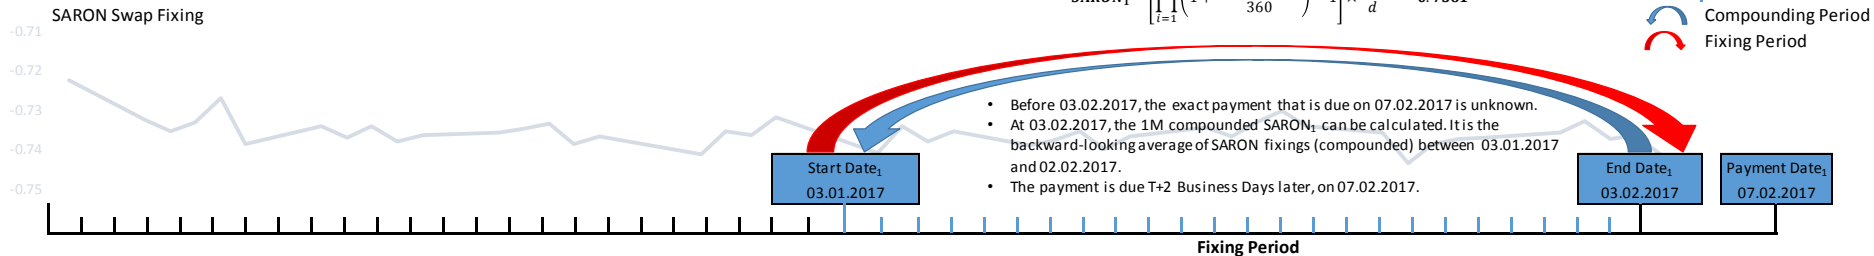 SARON Swap Fixing
360
i=1
d
Compounding Period
Fixing Period
-0.71
-0.72
-0.73
-0.74
-0.75
• Before 03.02.2017, the exact payment that is due on 07.02.2017 is unknown.
• At 03.02.2017, the 1M compounded SARON₁ can be calculated. It is the
backward-looking average of SARON fixings (compounded) between 03.01.2017
and 02.02.2017.
• The payment is due T+2 Business Days later, on 07.02.2017.
Start Date₁
03.01.2017
End Date₁
03.02.2017
Payment Date₁
07.02.2017
Fixing Period